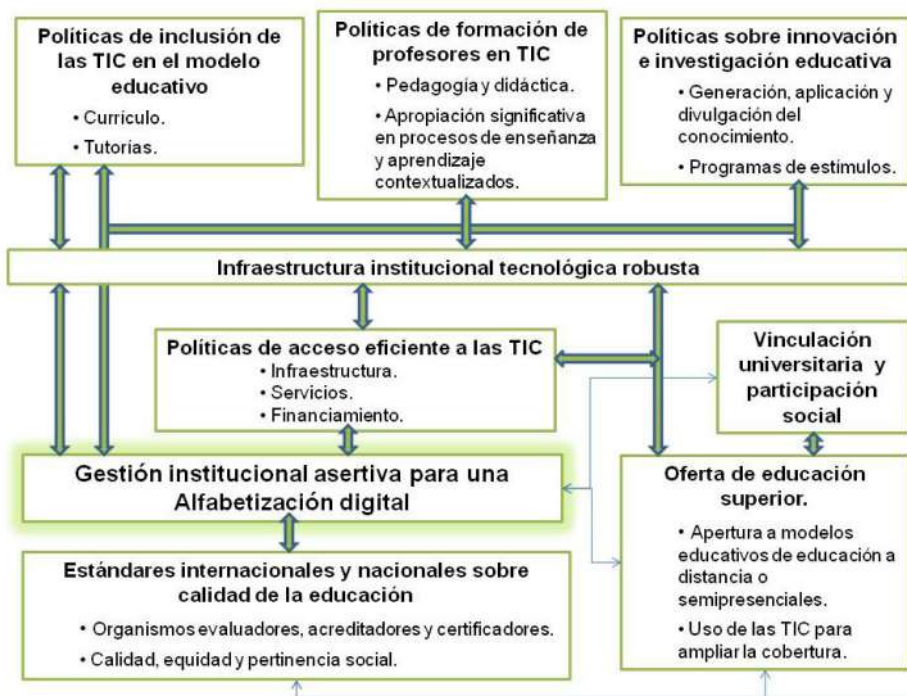 Políticas de inclusión de
las TIC en el modelo
educativo
• Currículo.
• Tutorías.
Políticas de formación de
profesores en TIC
• Pedagogía y didáctica.
• Apropiación significativa
en procesos de enseñanza
y aprendizaje
contextualizados.
Políticas sobre innovación
e investigación educativa
• Generación, aplicación y
divulgación del
conocimiento.
• Programas de estímulos.
Infraestructura institucional tecnológica robusta
Políticas de acceso eficiente a las TIC
• Infraestructura.
• Servicios.
• Financiamiento.
Vinculación
universitaria y
participación
social
Gestión institucional asertiva para una
Alfabetización digital
Oferta de educación
superior.
• Apertura a modelos
educativos de educación a
distancia o
semipresenciales.
• Uso de las TIC para
ampliar la cobertura.
Estándares internacionales y nacionales sobre
calidad de la educación
• Organismos evaluadores, acreditadores y certificadores.
• Calidad, equidad y pertinencia social.